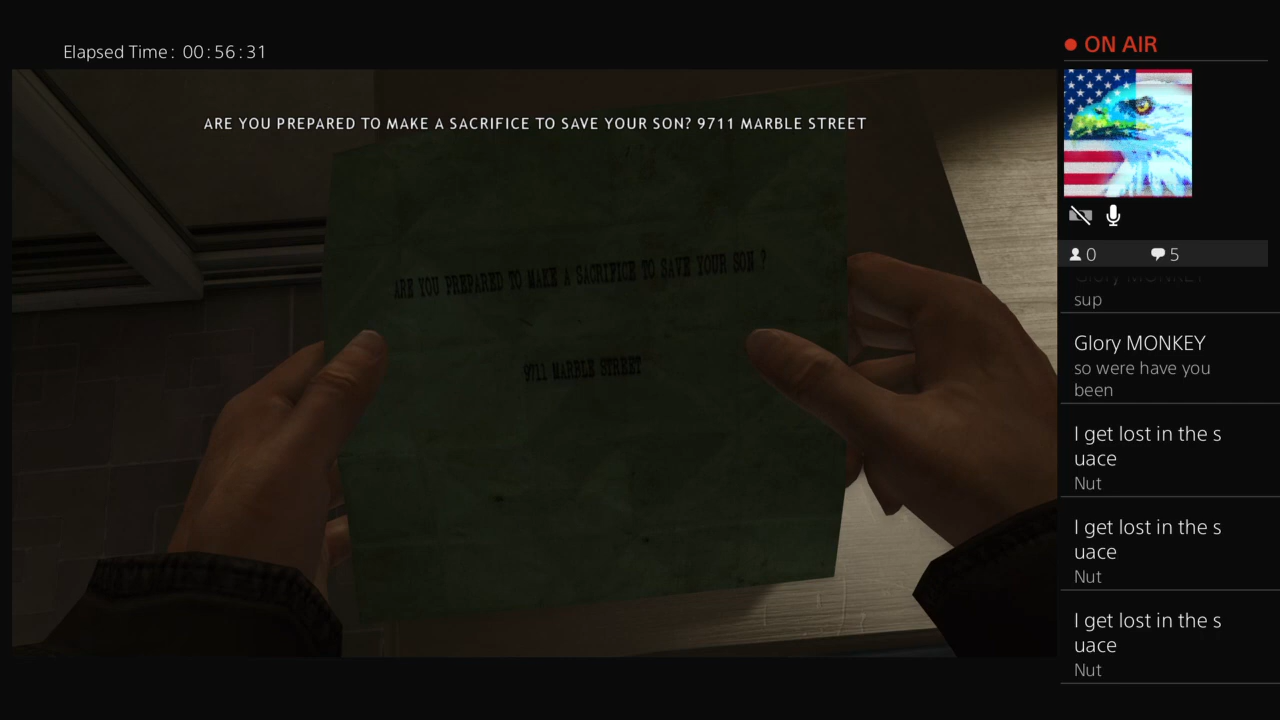 Elapsed Time: 00:56:31
ON AIR
ARE YOU PREPARED TO MAKE A SACRIFICE TO SAVE YOUR SON? 9711 MARBLE STREET
ARE YOU PREPARED TO MAKE A SACRIFICE TO SAVE YOUR SON ?
9711 MARBLE STREET
0
5
Glory MONKEY
sup
Glory MONKEY
so were have you
been
I get lost in the s
uace
Nut
I get lost in the s
uace
Nut
I get lost in the s
uace
Nut